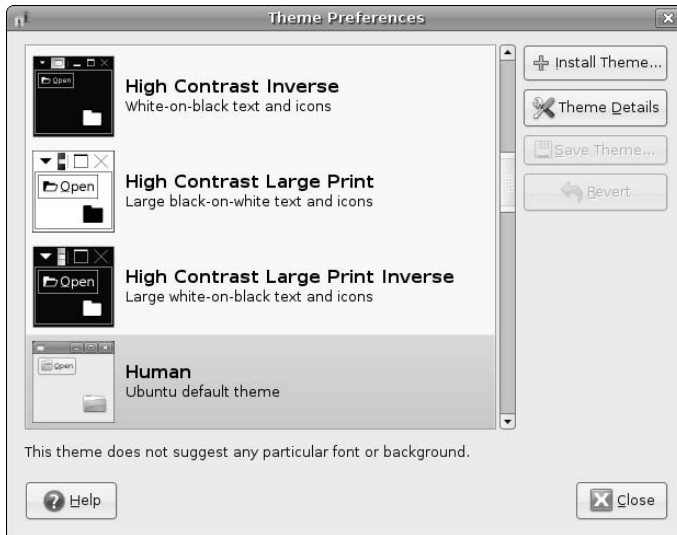 Theme Preferences
Open
High Contrast Inverse
White-on-black text and icons
Open
High Contrast Large Print
Large black-on-white text and icons
Open
High Contrast Large Print Inverse
Large white-on-black text and icons
Open
Human
Ubuntu default theme
Install Theme...
Theme Details
Save Theme...
Revert
This theme does not suggest any particular font or background.
Help
Close